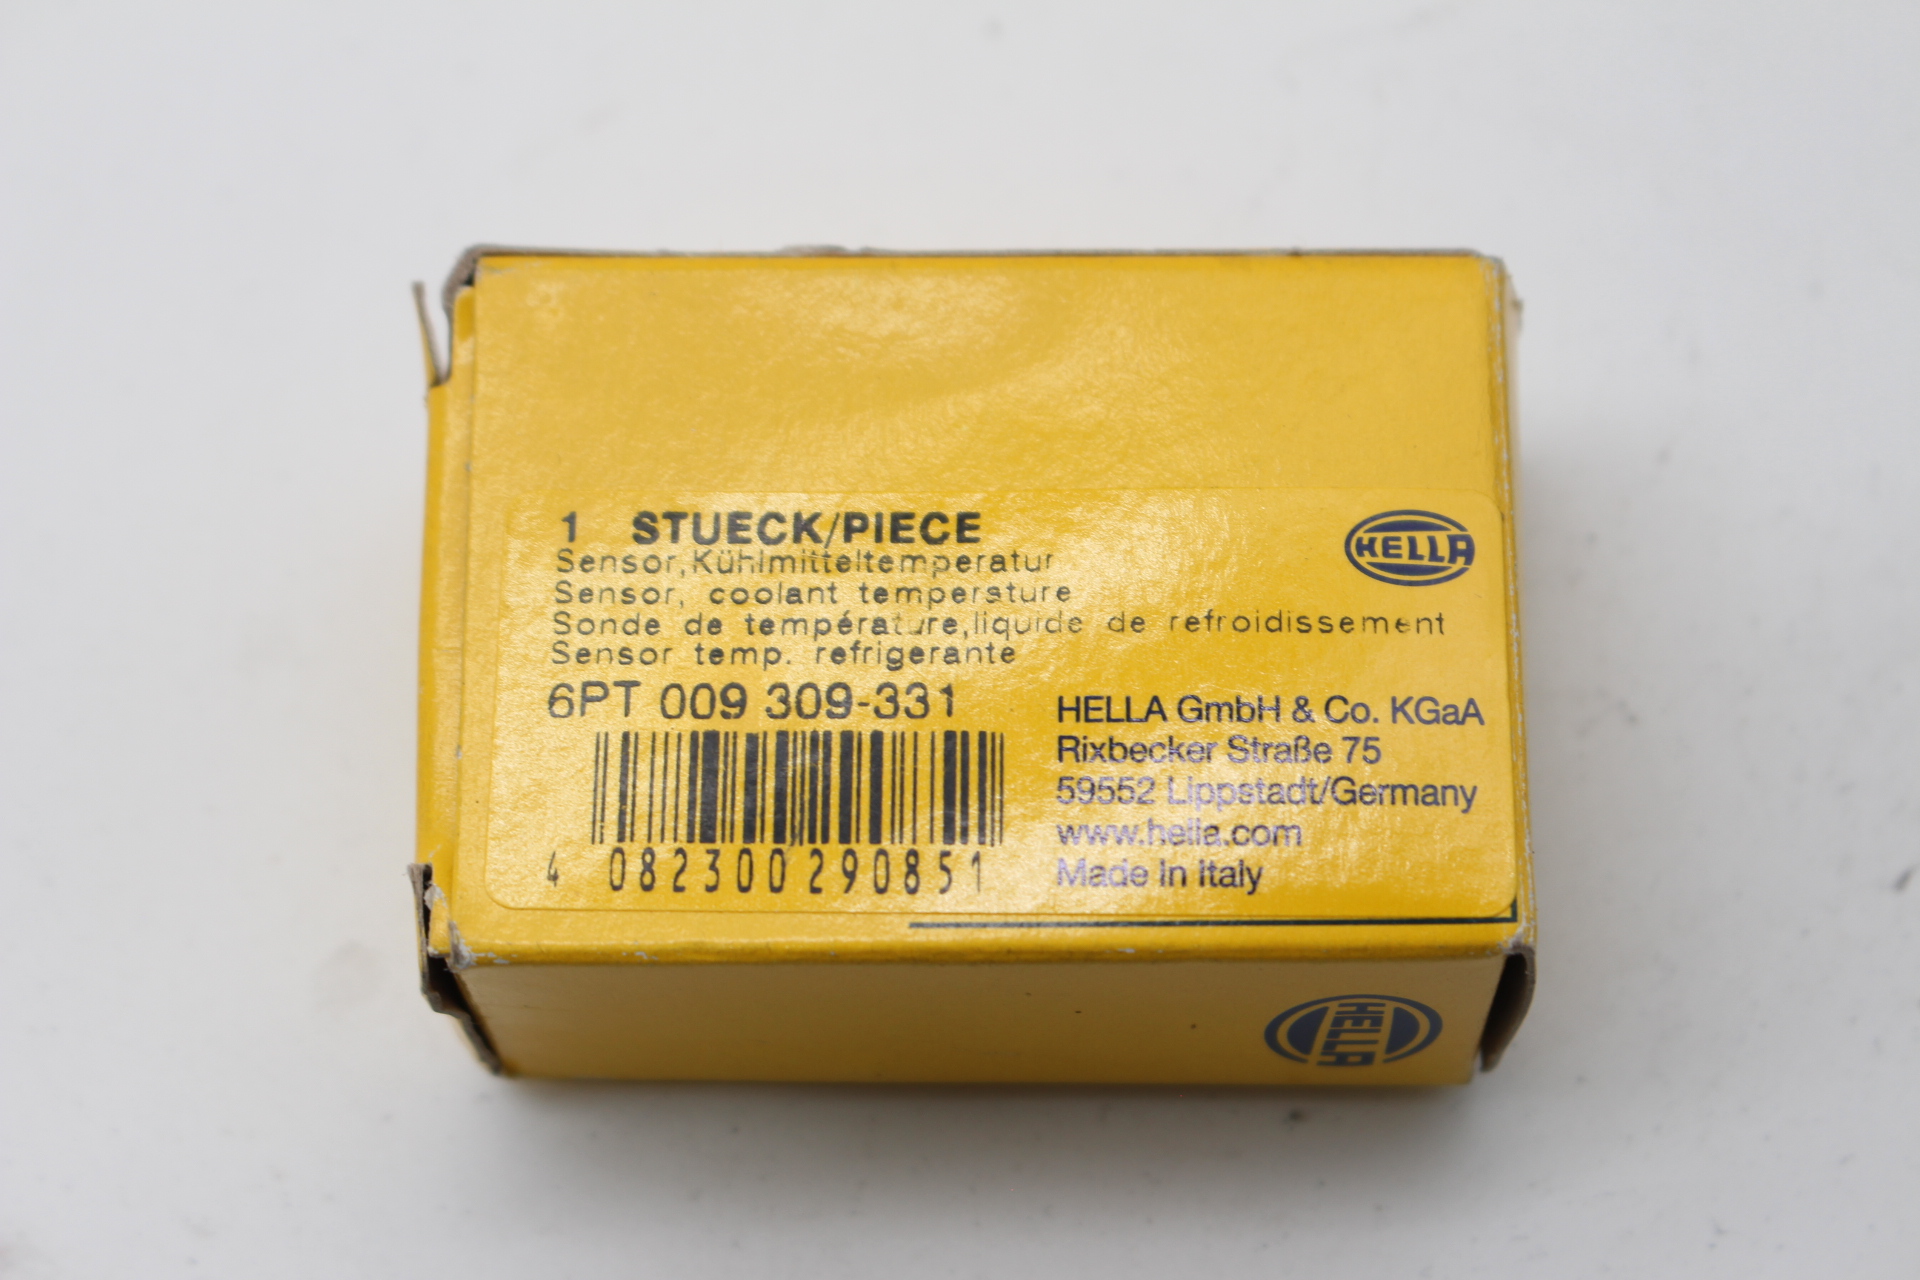 1 STUECK/PIECE
HELLA
Sensor,Kühlmitteltemperatur
Sensor, coolant temperature
Sonde de température,liquide de refroidissement
Sensor temp. refrigerante
6PT 009 309-331
HELLA GmbH & Co. KGaA
Rixbecker Straße 75
59552 Lippstadt/Germany
www.hella.com
Made in Italy
4 082300 290851
HELLA